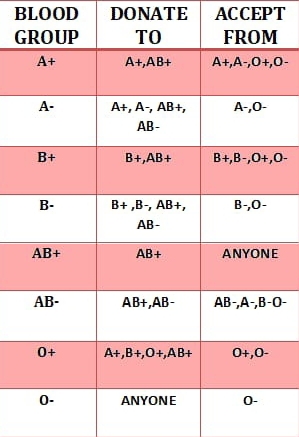 BLOOD GROUP DONATE TO ACCEPT FROM
A+ A+,AB+ A+,A-,O+,O-
A- A+, A-, AB+, AB- A-,O-
B+ B+,AB+ B+,B-,O+,O-
B- B+ ,B-, AB+, AB- B-,O-
AB+ AB+ ANYONE
AB- AB+,AB- AB-,A-,B-O-
O+ A+,B+,O+,AB+ O+,O-
O- ANYONE O-